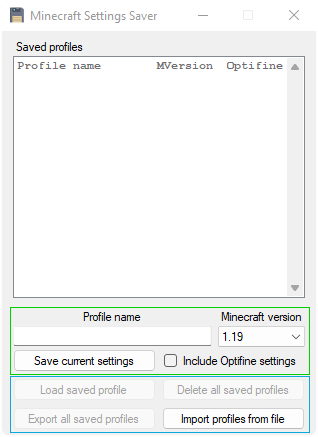 Minecraft Settings Saver
Saved profiles
Profile name MVersion Optifine
Profile name Minecraft version
1.19
Save current settings Include Optifine settings
Load saved profile Delete all saved profiles
Export all saved profiles Import profiles from file